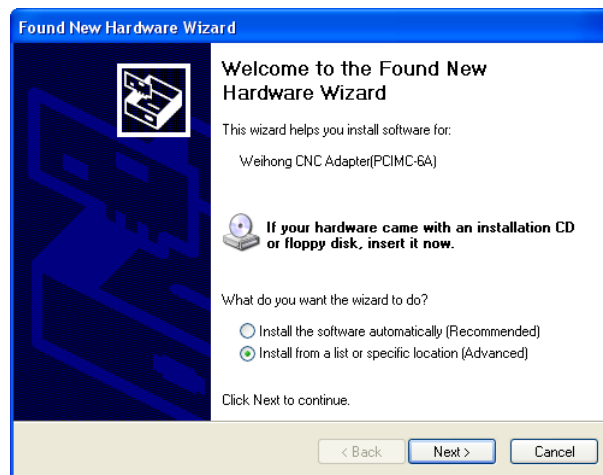 Found New Hardware Wizard
Welcome to the Found New
Hardware Wizard
This wizard helps you install software for:
Weihong CNC Adapter(PCIMC-6A)
If your hardware came with an installation CD
or floppy disk, insert it now.
What do you want the wizard to do?
Install the software automatically (Recommended)
Install from a list or specific location (Advanced)
Click Next to continue.
< Back
Next >
Cancel